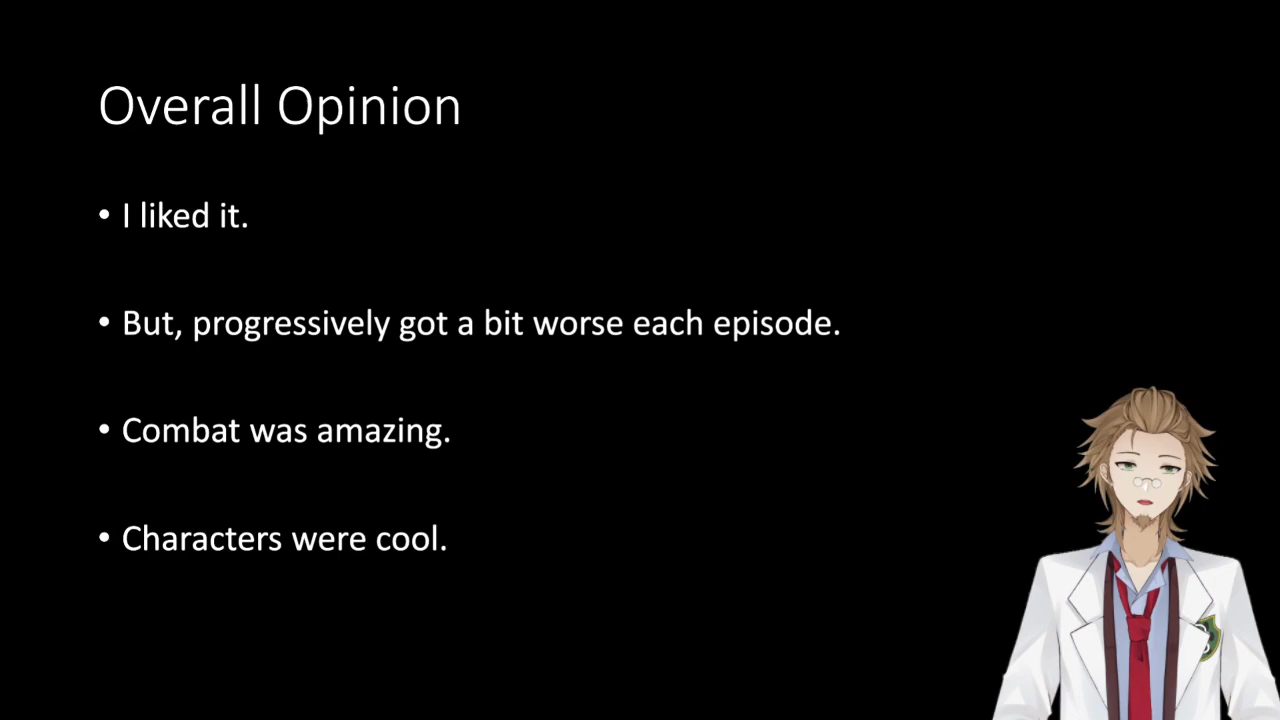 Overall Opinion
• I liked it.
• But, progressively got a bit worse each episode.
• Combat was amazing.
• Characters were cool.